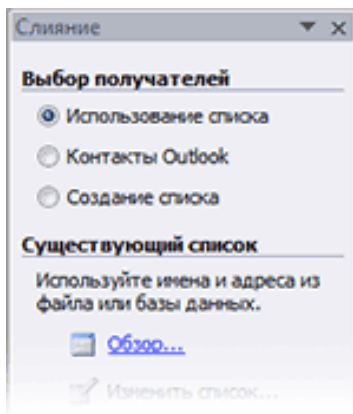 Слияние
Выбор получателей
Использование списка
Контакты Outlook
Создание списка
Существующий список
Используйте имена и адреса из
файла или базы данных.
Обзор...
Изменить список...